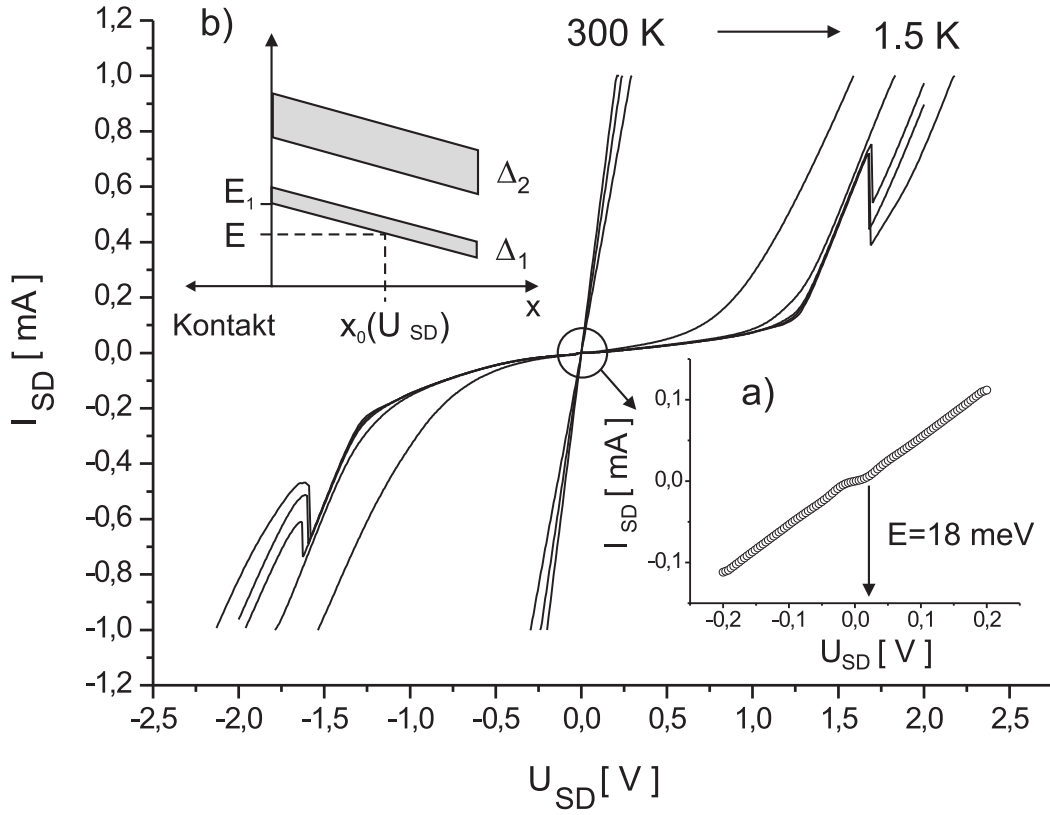 1,2
1,0
0,8
0,6
0,4
0,2
0,0
-0,2
-0,4
-0,6
-0,8
-1,0
-1,2
I SD [ mA]
-2,5 -2,0 -1,5 -1,0 -0,5 0,0 0,5 1,0 1,5 2,0 2,5
U SD [ V]
300 K 1.5 K
b)
Δ2
E1
E
Δ1
x
Kontakt x0(U SD)
a)
0,1
0,0
-0,1
I SD [ mA]
E=18 meV
-0,2 -0,1 0,0 0,1 0,2
U SD [ V]